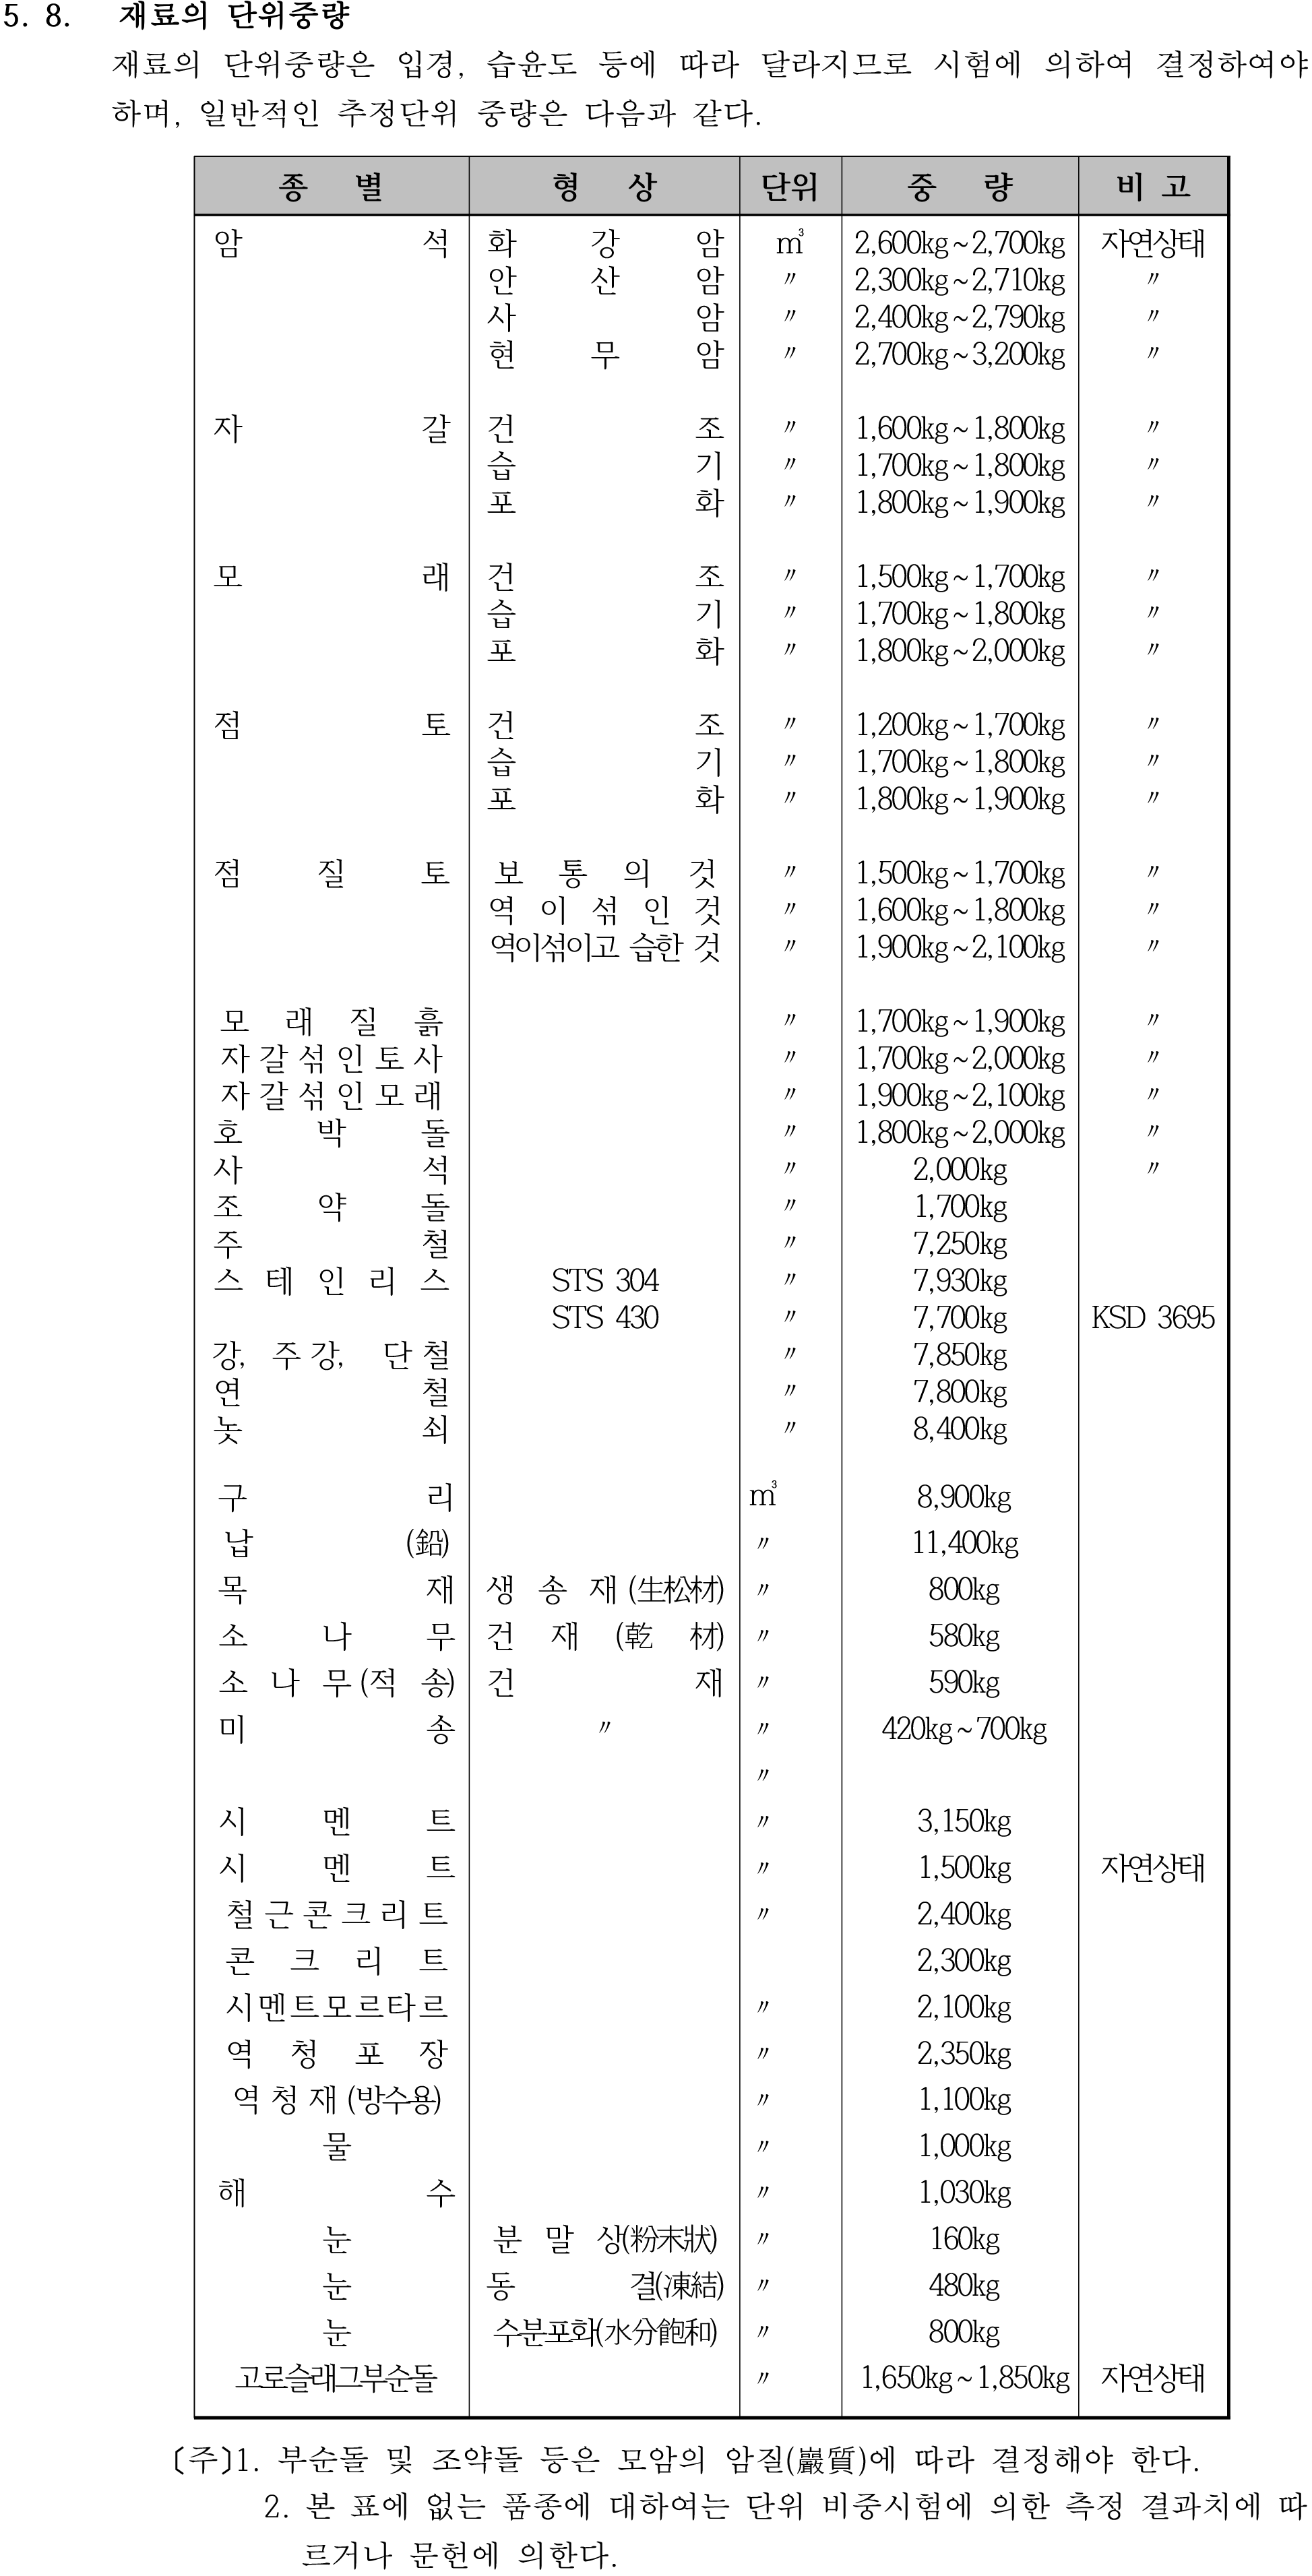 5. 8. 재료의 단위중량
재료의 단위중량은 입경, 습윤도 등에 따라 달라지므로 시험에 의하여 결정하여야
하며, 일반적인 추정단위 중량은 다음과 같다.
종 별 형 상 단위 중 량 비 고
암 석 화 강 암 ㎥ 2,600kg~2,700kg 자연상태
안 산 암 〃 2,300kg~2,710kg 〃
사 암 〃 2,400kg~2,790kg 〃
현 무 암 〃 2,700kg~3,200kg 〃
자 갈 건 조 〃 1,600kg~1,800kg 〃
습 기 〃 1,700kg~1,800kg 〃
포 화 〃 1,800kg~1,900kg 〃
모 래 건 조 〃 1,500kg~1,700kg 〃
습 기 〃 1,700kg~1,800kg 〃
포 화 〃 1,800kg~2,000kg 〃
점 토 건 조 〃 1,200kg~1,700kg 〃
습 기 〃 1,700kg~1,800kg 〃
포 화 〃 1,800kg~1,900kg 〃
점 질 토 보 통 의 것 〃 1,500kg~1,700kg 〃
역 이 섞 인 것 〃 1,600kg~1,800kg 〃
역이섞이고 습한 것 〃 1,900kg~2,100kg 〃
모 래 질 흙 〃 1,700kg~1,900kg 〃
자갈섞인토사 〃 1,700kg~2,000kg 〃
자갈섞인모래 〃 1,900kg~2,100kg 〃
호 박 돌 〃 1,800kg~2,000kg 〃
사 석 〃 2,000kg 〃
조 약 돌 〃 1,700kg
주 철 〃 7,250kg
스 테 인 리 스 STS 304 〃 7,930kg
STS 430 〃 7,700kg KSD 3695
강, 주강, 단철 〃 7,850kg
연 철 〃 7,800kg
놋 쇠 〃 8,400kg
구 리 ㎥ 8,900kg
납 (鉛) 〃 11,400kg
목 재 생 송 재(生松材) 〃 800kg
소 나 무 건 재 (乾 材) 〃 580kg
소 나 무(적 송) 건 재 〃 590kg
미 송 〃 〃 420kg~700kg
〃
시 멘 트 〃 3,150kg
시 멘 트 〃 1,500kg 자연상태
철근콘크리트 〃 2,400kg
콘 크 리 트 2,300kg
시멘트모르타르 〃 2,100kg
역 청 포 장 〃 2,350kg
역 청 재(방수용) 〃 1,100kg
물 〃 1,000kg
해 수 〃 1,030kg
눈 분 말 상(粉末狀) 〃 160kg
눈 동 결(凍結) 〃 480kg
눈 수분포화(水分飽和) 〃 800kg
고로슬래그부순돌 〃 1,650kg~1,850kg 자연상태
〔주〕1. 부순돌 및 조약돌 등은 모암의 암질(巖質)에 따라 결정해야 한다.
2. 본 표에 없는 품종에 대하여는 단위 비중시험에 의한 측정 결과치에 따
르거나 문헌에 의한다.